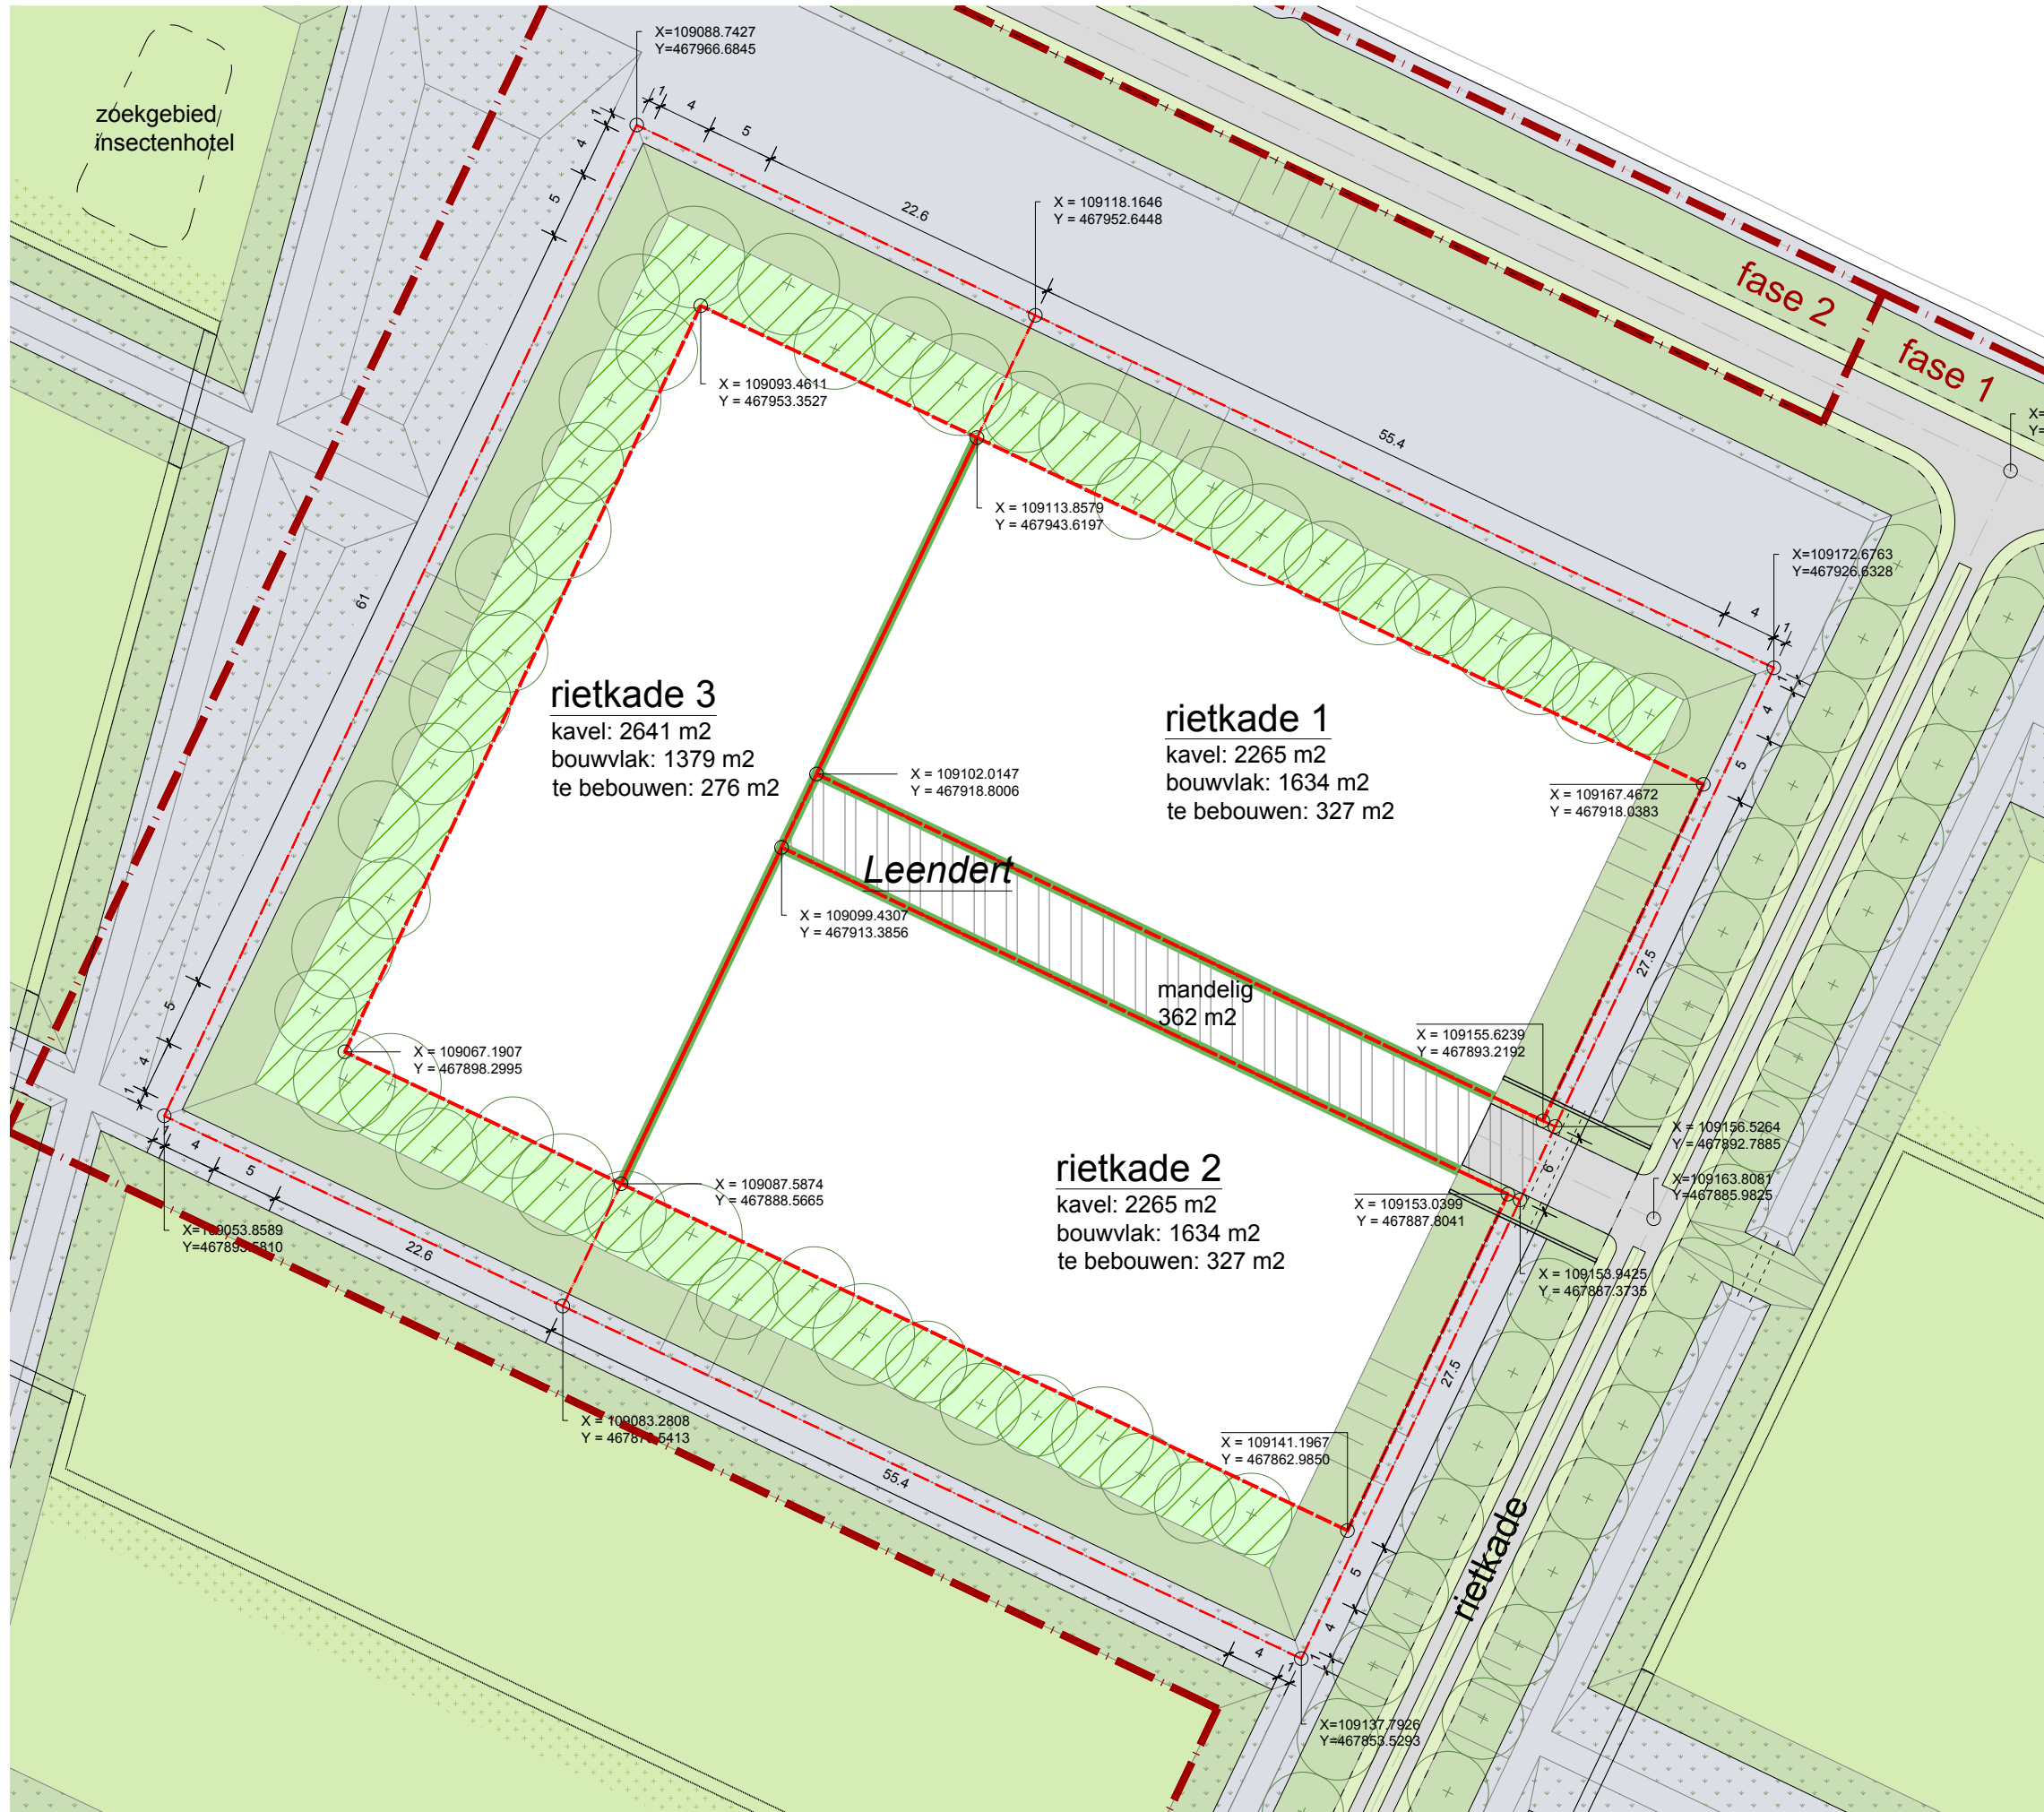 X=109088.7427
Y=467966.6845
zoekgebied
insectenhotel
1
4
5
1
4
5
22.6
X = 109118.1646
Y = 467952.6448
fase 2
fase 1
X = 109093.4611
Y = 467953.3527
X=
Y=
55.4
X = 109113.8579
Y = 467943.6197
X=109172.6763
Y=467926.6328
4
1
1
4
5
61
rietkade 3
kavel: 2641 m2
bouwvlak: 1379 m2
te bebouwen: 276 m2
rietkade 1
kavel: 2265 m2
bouwvlak: 1634 m2
te bebouwen: 327 m2
X = 109102.0147
Y = 467918.8006
X = 109167.4672
Y = 467918.0383
Leendert
X = 109099.4307
Y = 467913.3856
27.5
mandelig
362 m2
5
4
1
X = 109067.1907
Y = 467898.2995
X = 109155.6239
Y = 467893.2192
X = 109156.5264
Y = 467892.7885
1
4
5
6
rietkade 2
kavel: 2265 m2
bouwvlak: 1634 m2
te bebouwen: 327 m2
X = 109087.5874
Y = 467888.5665
X = 109153.0399
Y = 467887.8041
X=109163.8081
Y=467885.9825
Y=467893.5810
22.6
X = 109153.9425
Y = 467887.3735
27.5
X = 109083.2808
X = 109141.1967
Y = 467862.9850
55.4
rietkade
5
4
1
4
1
X=109137.7926
Y=467853.5293